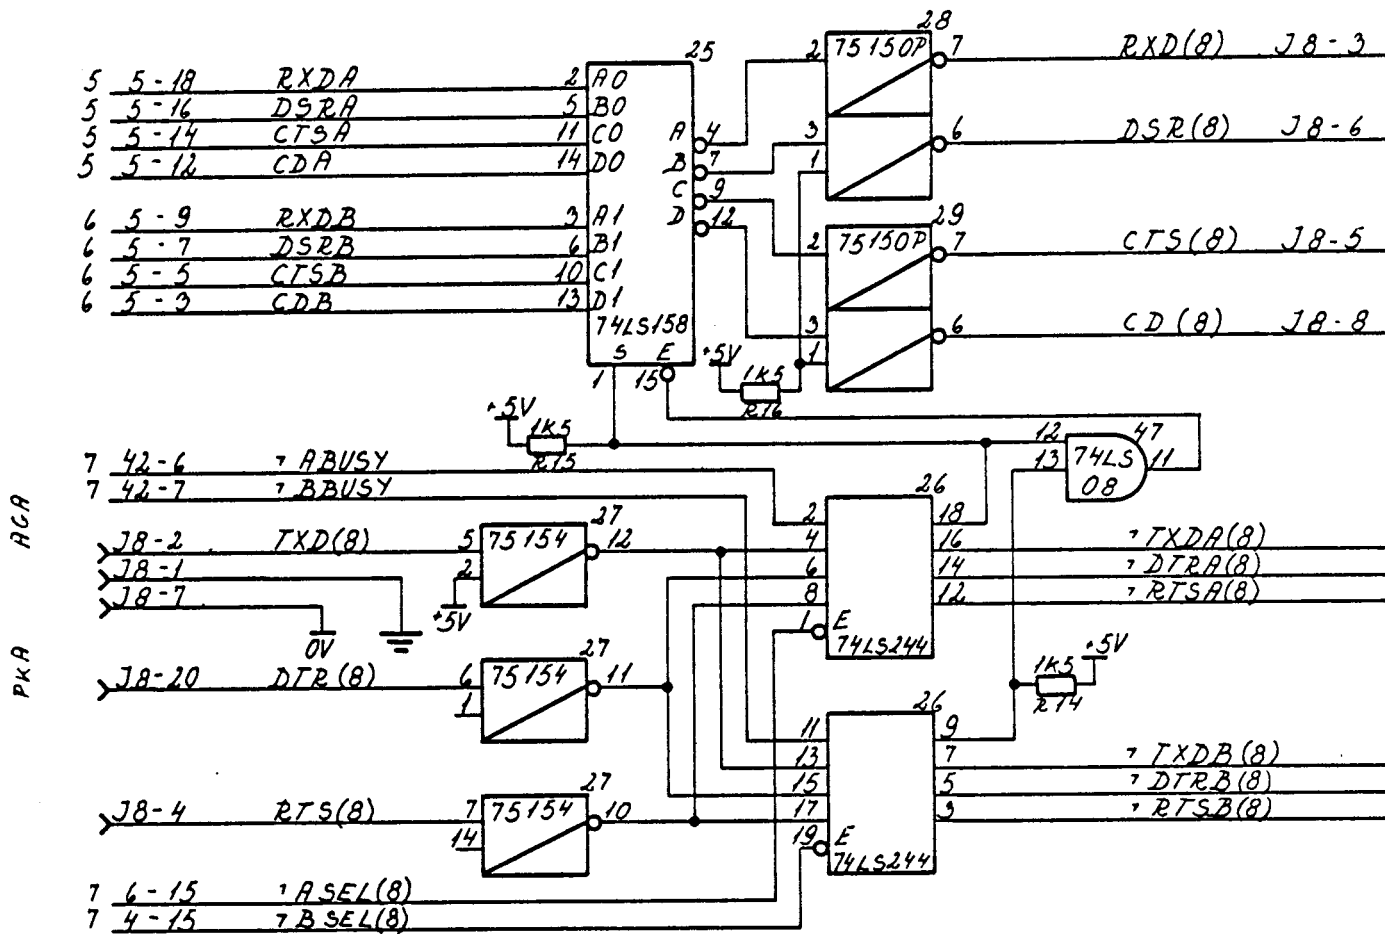 28
75150P
2 7 RXD(8) J8-3
3 6 DSR(8) J8-6
1
25
5 5-18 RXDA 2 A0
5 5-16 DSRA 5 B0
5 5-14 CTSA 11 C0
5 5-12 CDA 14 D0
6 5-9 RXDB 3 A1
6 5-7 DSRB 6 B1
6 5-5 CTSB 10 C1
6 5-3 CDB 13 D1
A 4
B 7
C 9
D 12
74LS158
S E
1 15
29
75150P
2 7 CTS(8) J8-5
3 6 CD(8) J8-8
1
+5V
1K5
R16
+5V
1K5
R15
12 47
13 74LS 11
08
7 42-6 ¬ABUSY
7 42-7 ¬BBUSY
AGA
J8-2 TXD(8) 5 75154 27 12
J8-1 2
J8-7 +5V
0V
26
2 18
4 16 ¬TXDA(8)
6 14 ¬DTRA(8)
8 12 ¬RTSA(8)
1 E
74LS244
PKA
J8-20 DTR(8) 6 75154 27 11
1
+5V
1K5
R14
26
11 9
13 7 ¬TXDB(8)
15 5 ¬DTRB(8)
17 3 ¬RTSB(8)
19 E
74LS244
J8-4 RTS(8) 7 75154 27 10
14
7 6-15 ¬ASEL(8)
7 4-15 ¬BSEL(8)